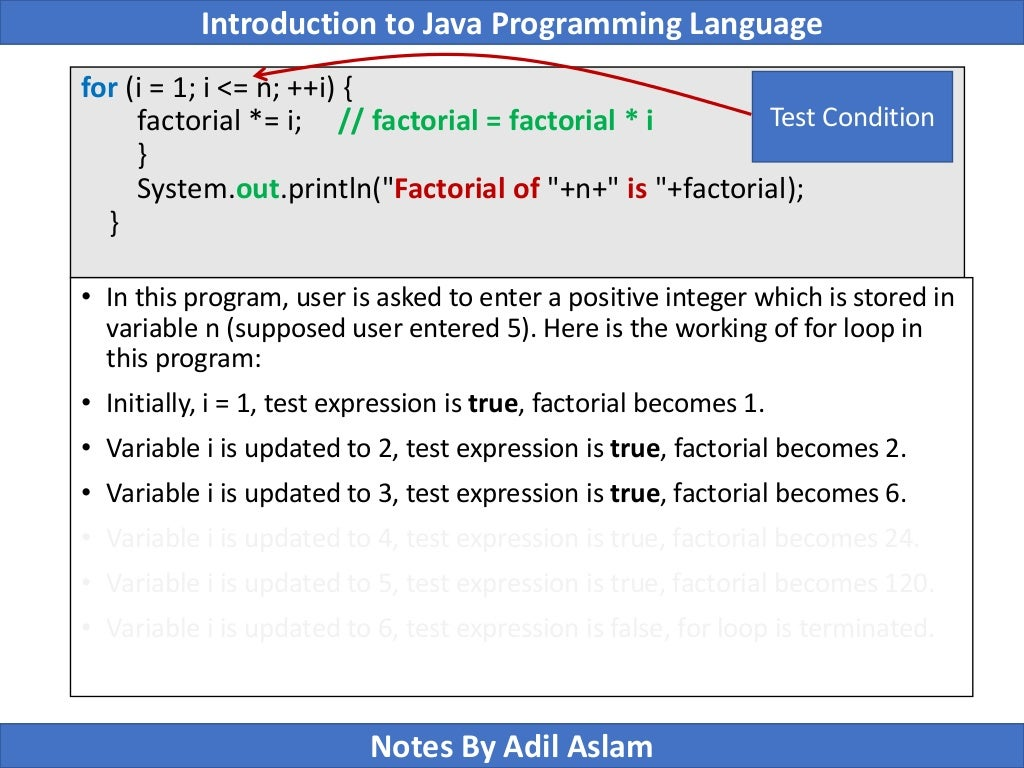 Introduction to Java Programming Language
for (i = 1; i <= n; ++i) {
factorial *= i; // factorial = factorial * i
}
System.out.println("Factorial of "+n+" is "+factorial);
}
Test Condition
• In this program, user is asked to enter a positive integer which is stored in
variable n (supposed user entered 5). Here is the working of for loop in
this program:
• Initially, i = 1, test expression is true, factorial becomes 1.
• Variable i is updated to 2, test expression is true, factorial becomes 2.
• Variable i is updated to 3, test expression is true, factorial becomes 6.
• Variable i is updated to 4, test expression is true, factorial becomes 24.
• Variable i is updated to 5, test expression is true, factorial becomes 120.
• Variable i is updated to 6, test expression is false, for loop is terminated.
Notes By Adil Aslam